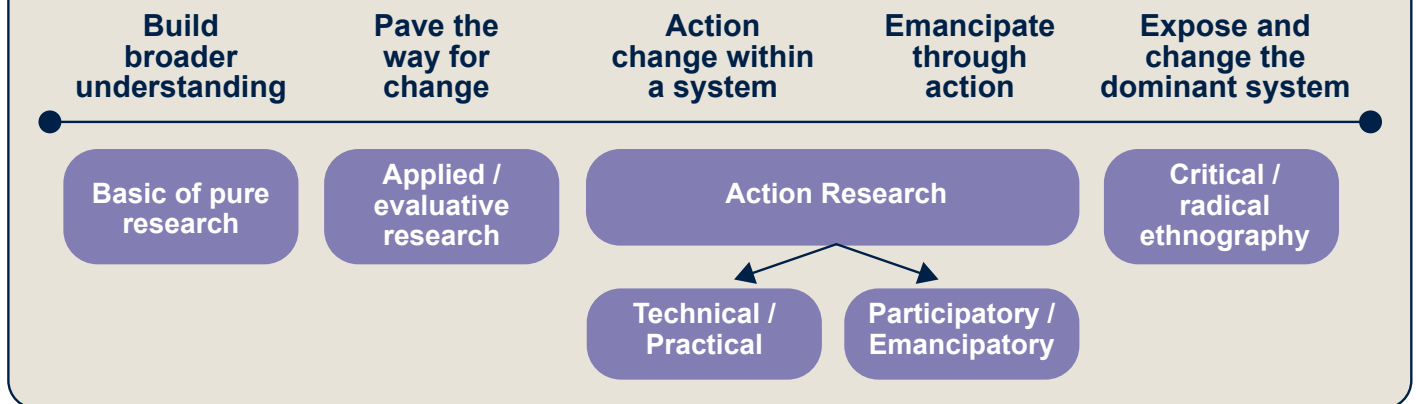 Build
broader
understanding
Pave the
way for
change
Action
change within
a system
Emancipate
through
action
Expose and
change the
dominant system
Basic of pure
research
Applied /
evaluative
research
Action Research
Critical /
radical
ethnography
Technical /
Practical
Participatory /
Emancipatory